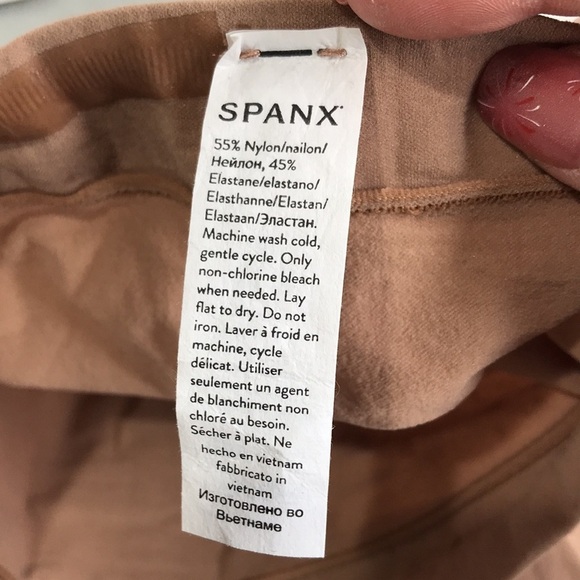 SPANX
55% Nylon/nailon/
Нейлон, 45%
Elastane/elastano/
Elasthanne/Elastan/
Elastaan/Эластан.
Machine wash cold,
gentle cycle. Only
non-chlorine bleach
when needed. Lay
flat to dry. Do not
iron. Laver à froid en
machine, cycle
délicat. Utiliser
seulement un agent
de blanchiment non
chloré au besoin.
Sécher à plat. Ne
hecho en vietnam
fabbricato in
vietnam
Изготовлено во
Вьетнаме